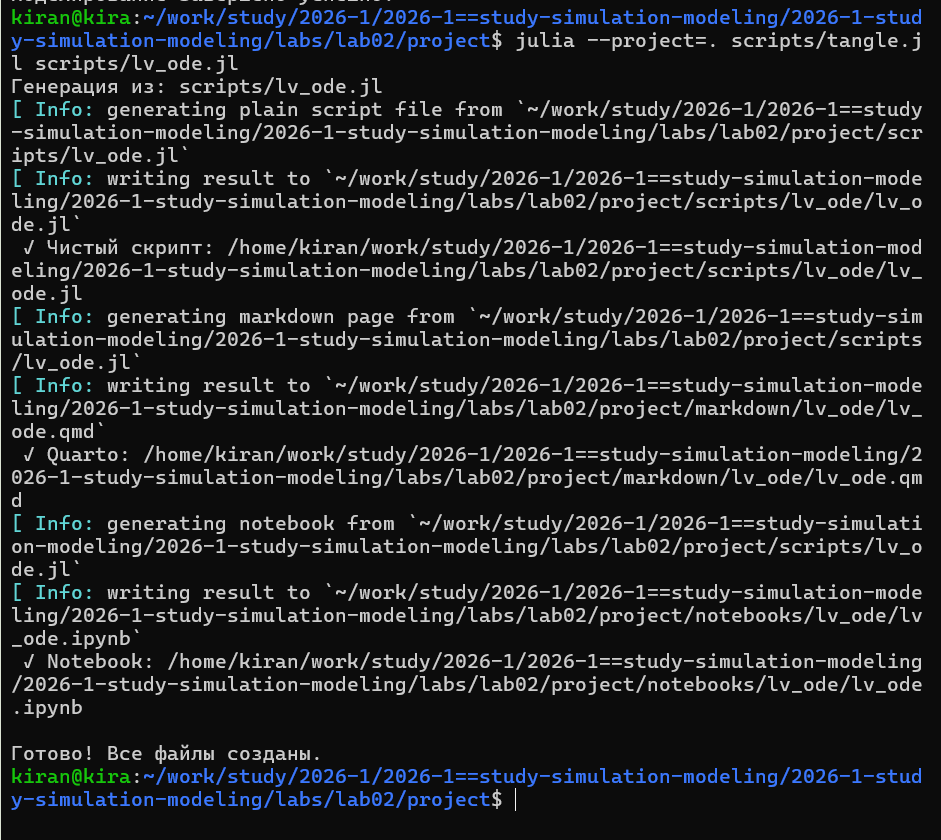 kiran@kira:~/work/study/2026-1/2026-1==study-simulation-modeling/2026-1-stud
y-simulation-modeling/labs/lab02/project$ julia --project=. scripts/tangle.j
l scripts/lv_ode.jl
Генерация из: scripts/lv_ode.jl
[ Info: generating plain script file from `~/work/study/2026-1/2026-1==study
-simulation-modeling/2026-1-study-simulation-modeling/labs/lab02/project/scr
ipts/lv_ode.jl`
[ Info: writing result to `~/work/study/2026-1/2026-1==study-simulation-mode
ling/2026-1-study-simulation-modeling/labs/lab02/project/scripts/lv_ode/lv_o
de.jl`
 ✓ Чистый скрипт: /home/kiran/work/study/2026-1/2026-1==study-simulation-mod
eling/2026-1-study-simulation-modeling/labs/lab02/project/scripts/lv_ode/lv_
ode.jl
[ Info: generating markdown page from `~/work/study/2026-1/2026-1==study-sim
ulation-modeling/2026-1-study-simulation-modeling/labs/lab02/project/scripts
/lv_ode.jl`
[ Info: writing result to `~/work/study/2026-1/2026-1==study-simulation-mode
ling/2026-1-study-simulation-modeling/labs/lab02/project/markdown/lv_ode/lv_
ode.qmd`
 ✓ Quarto: /home/kiran/work/study/2026-1/2026-1==study-simulation-modeling/2
026-1-study-simulation-modeling/labs/lab02/project/markdown/lv_ode/lv_ode.qm
d
[ Info: generating notebook from `~/work/study/2026-1/2026-1==study-simulati
on-modeling/2026-1-study-simulation-modeling/labs/lab02/project/scripts/lv_o
de.jl`
[ Info: writing result to `~/work/study/2026-1/2026-1==study-simulation-mode
ling/2026-1-study-simulation-modeling/labs/lab02/project/notebooks/lv_ode/lv
_ode.ipynb`
 ✓ Notebook: /home/kiran/work/study/2026-1/2026-1==study-simulation-modeling
/2026-1-study-simulation-modeling/labs/lab02/project/notebooks/lv_ode/lv_ode
.ipynb
Готово! Все файлы созданы.
kiran@kira:~/work/study/2026-1/2026-1==study-simulation-modeling/2026-1-stud
y-simulation-modeling/labs/lab02/project$